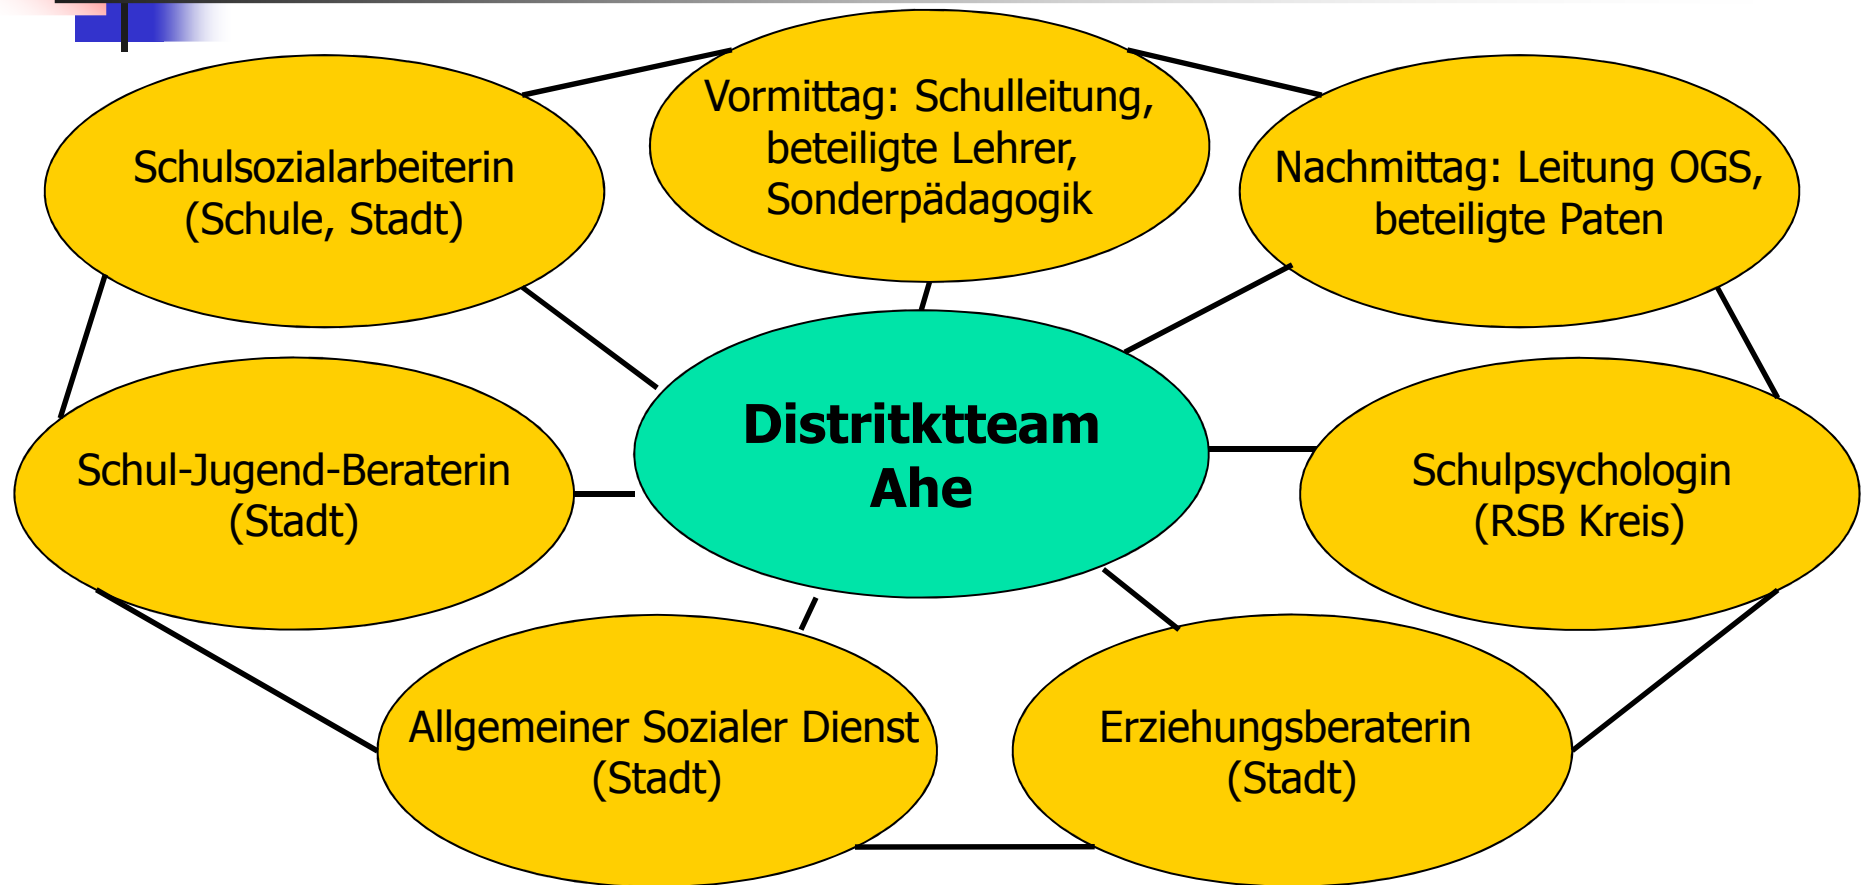 Vormittag: Schulleitung,
beteiligte Lehrer,
Sonderpädagogik
Schulsozialarbeiterin
(Schule, Stadt)
Nachmittag: Leitung OGS,
beteiligte Paten
Distritktteam
Ahe
Schul-Jugend-Beraterin
(Stadt)
Schulpsychologin
(RSB Kreis)
Allgemeiner Sozialer Dienst
(Stadt)
Erziehungsberaterin
(Stadt)